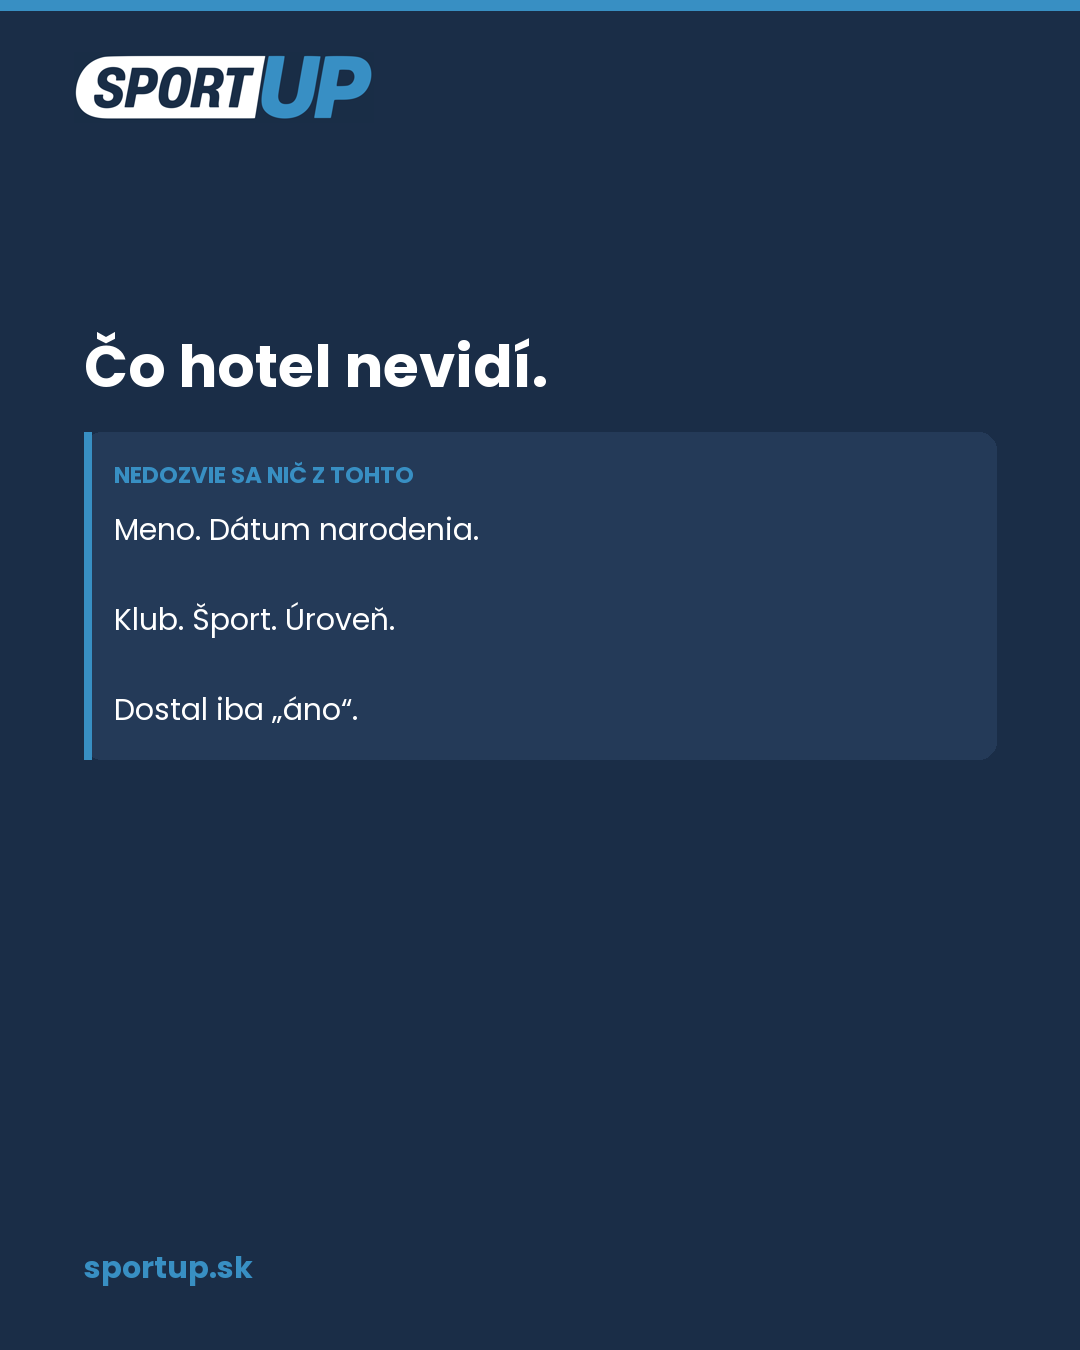 SPORTUP
Čo hotel nevidí.
NEDOZVIE SA NIČ Z TOHTO
Meno. Dátum narodenia.
Klub. Šport. Úroveň.
Dostal iba „áno“.
sportup.sk